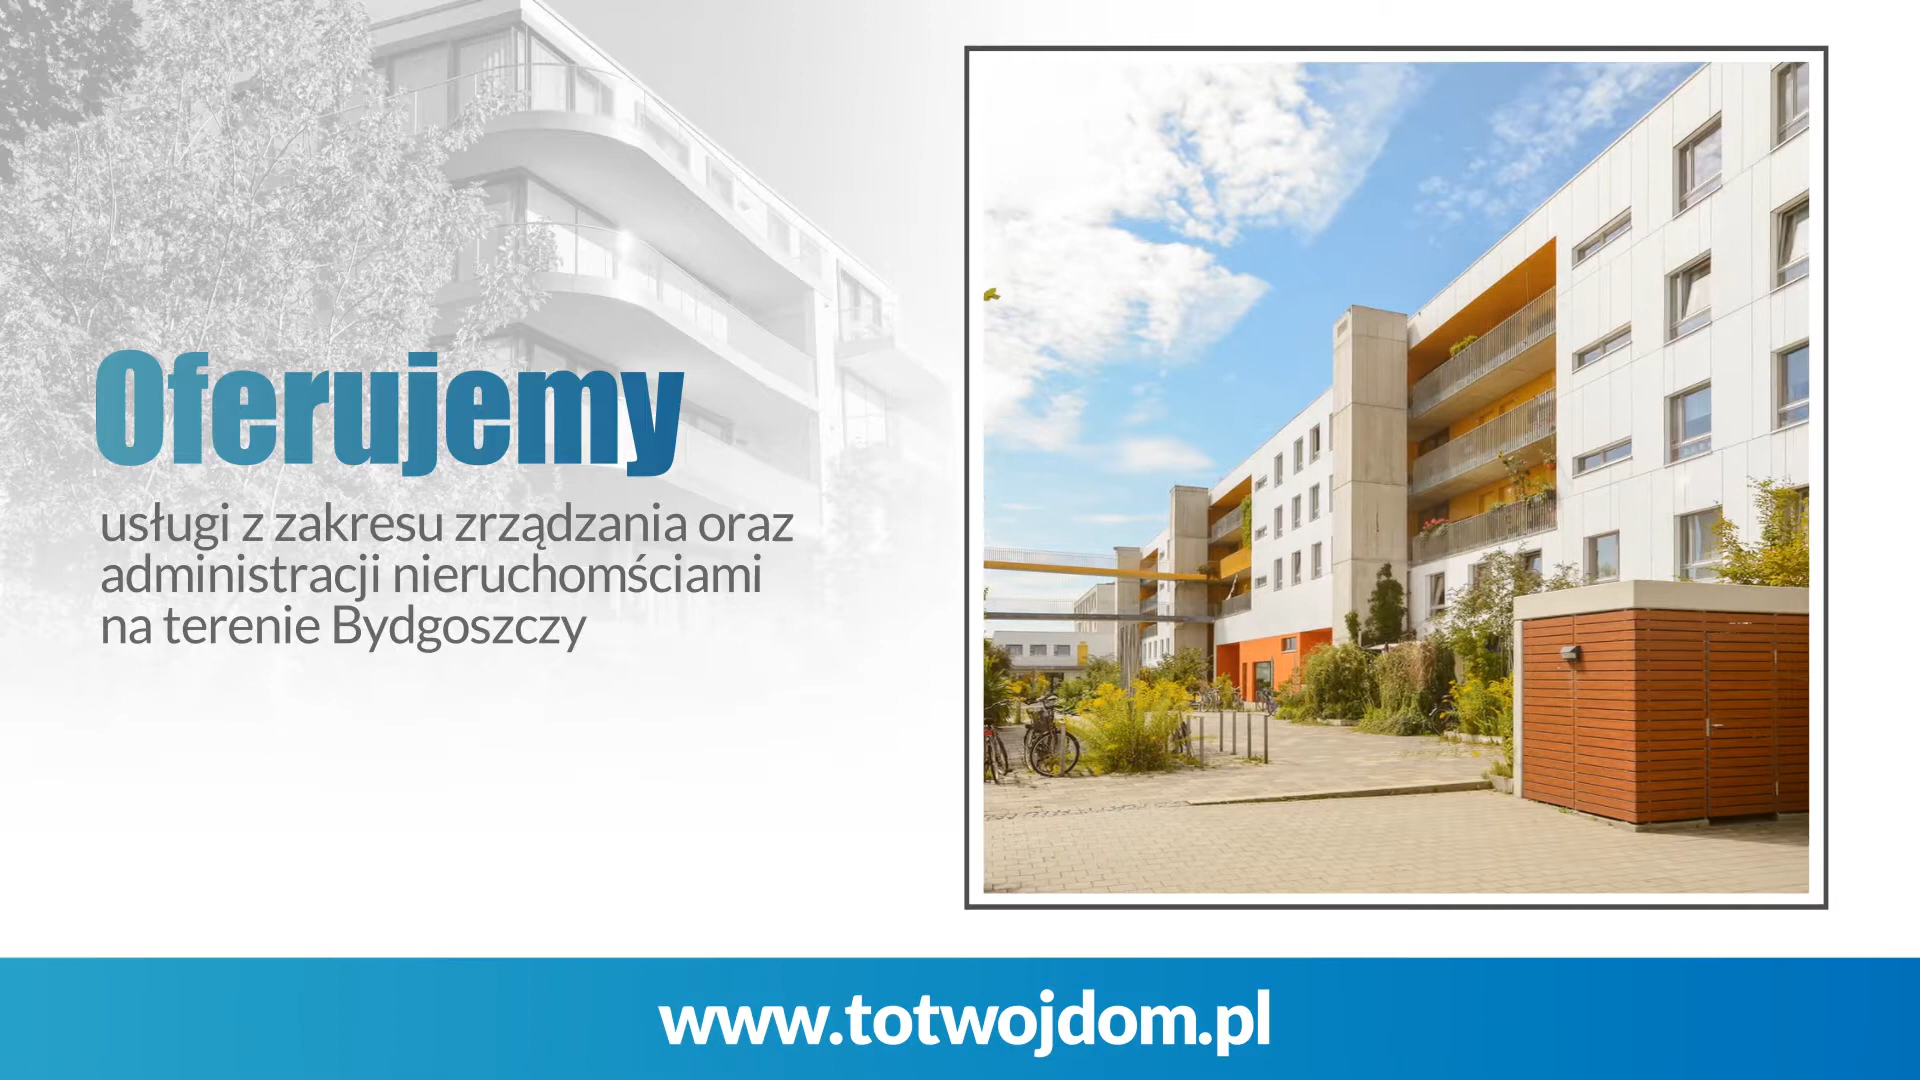 Oferujemy
usługi z zakresu zrządzania oraz
administracji nieruchomściami
na terenie Bydgoszczy
www.totwojdom.pl